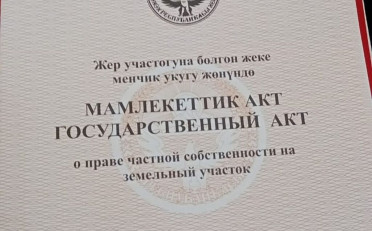 Жер участогуна болгон жеке
менчик укугу жөнүндө
МАМЛЕКЕТТИК АКТ
ГОСУДАРСТВЕННЫЙ АКТ
о праве частной собственности на
земельный участок